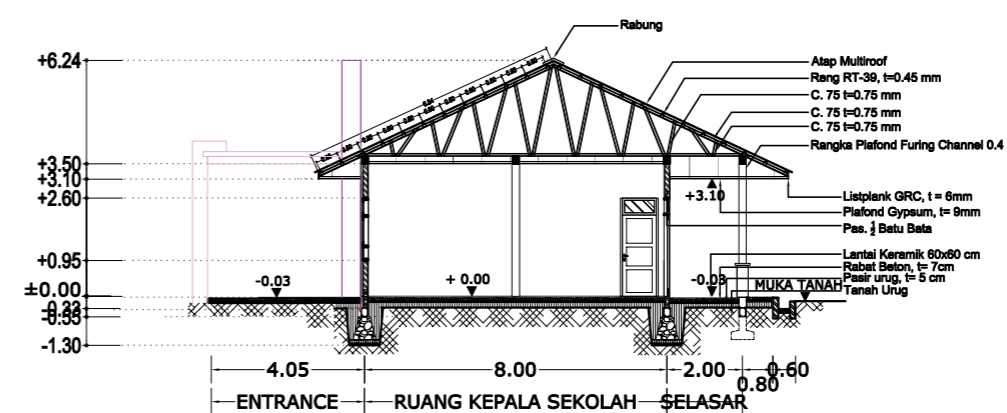 Rabung
+6.24
Atap Multiroof
Reng RT-39, t=0.45 mm
C. 75 t=0.75 mm
C. 75 t=0.75 mm
C. 75 t=0.75 mm
Rangka Plafond Furing Channel 0.4
+3.50
+3.10
+3.10
+2.60
Listplank GRC, t = 6mm
Plafond Gypsum, t= 9mm
Pas. ½ Batu Bata
+0.95
Lantai Keramik 60x60 cm
Rabat Beton, t= 7cm
Pasir urug, t= 5 cm
Tanah Urug
MUKA TANAH
±0.00
-0.03
+ 0.00
-0.03
-0.33
-0.53
-1.30
4.05
8.00
2.00
0.80
0.60
ENTRANCE
RUANG KEPALA SEKOLAH
SELASAR